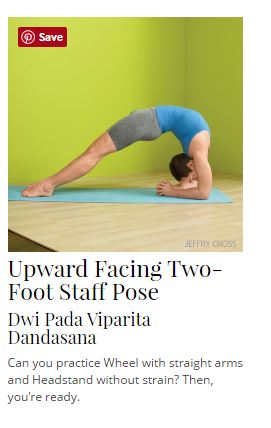 Save
JEFFRY CROSS
Upward Facing Two-
Foot Staff Pose
Dwi Pada Viparita
Dandasana
Can you practice Wheel with straight arms
and Headstand without strain? Then,
you're ready.